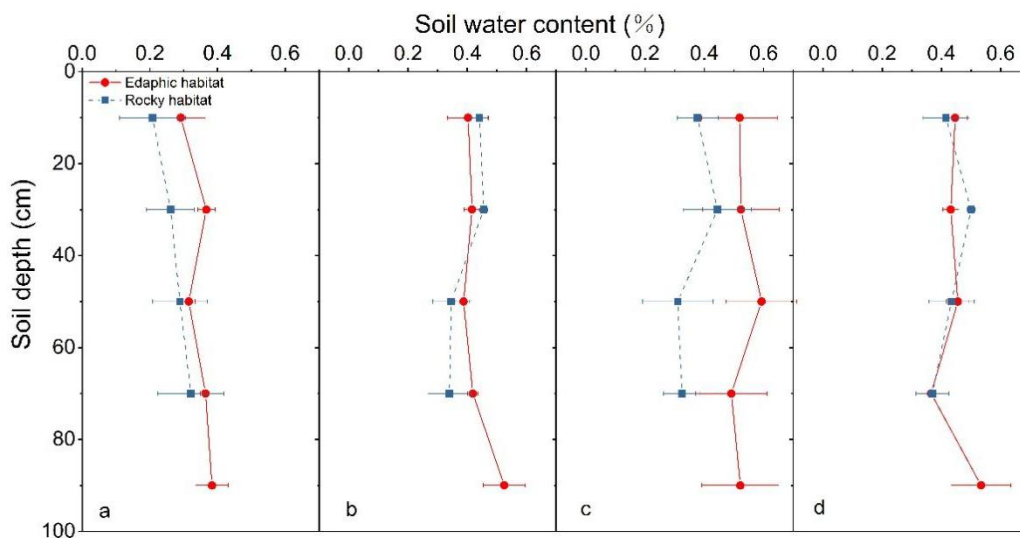 Soil water content (%)
0.0 0.2 0.4 0.6 0.0 0.2 0.4 0.6 0.0 0.2 0.4 0.6 0.0 0.2 0.4 0.6
0
Edaphic habitat
Rocky habitat
20
40
Soil depth (cm)
60
80
a b c d
100